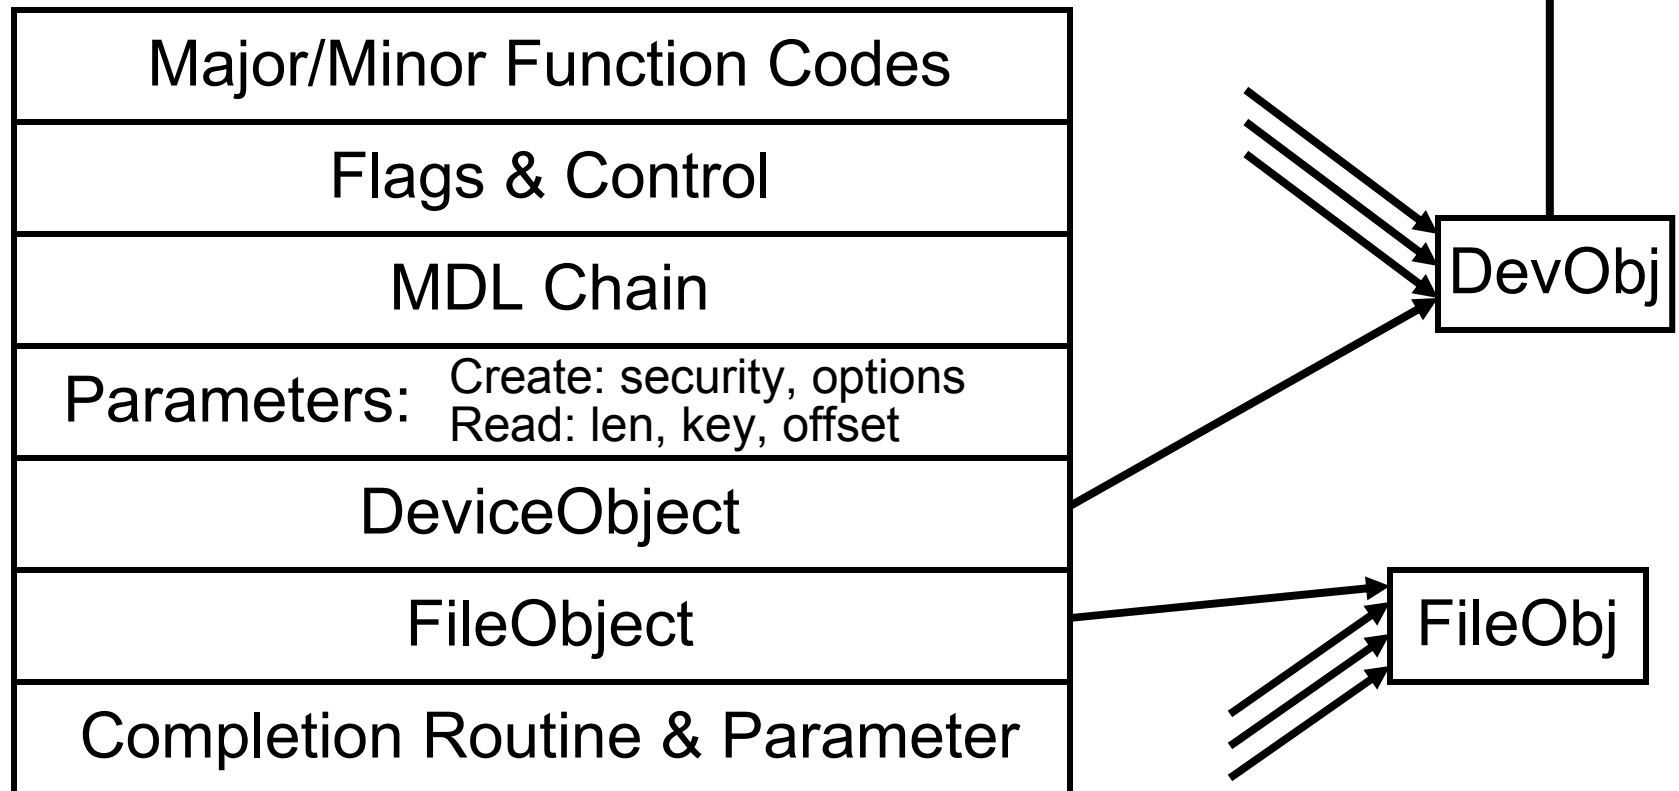 Major/Minor Function Codes
Flags & Control
MDL Chain
Parameters:
Create: security, options
Read: len, key, offset
DeviceObject
FileObject
Completion Routine & Parameter
DevObj
FileObj